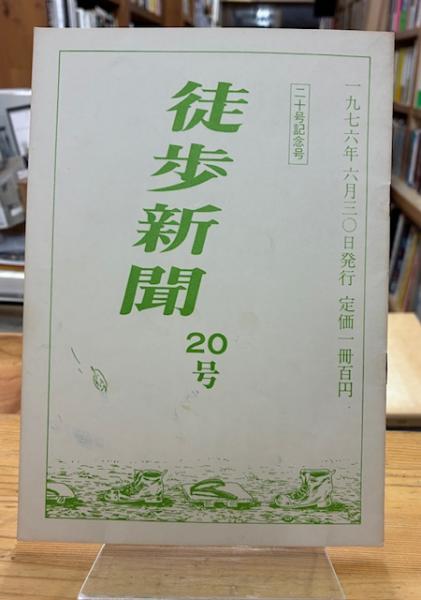 一九七六年 六月三〇日発行 定価一冊百円
二十号記念号
徒歩新聞
20
号